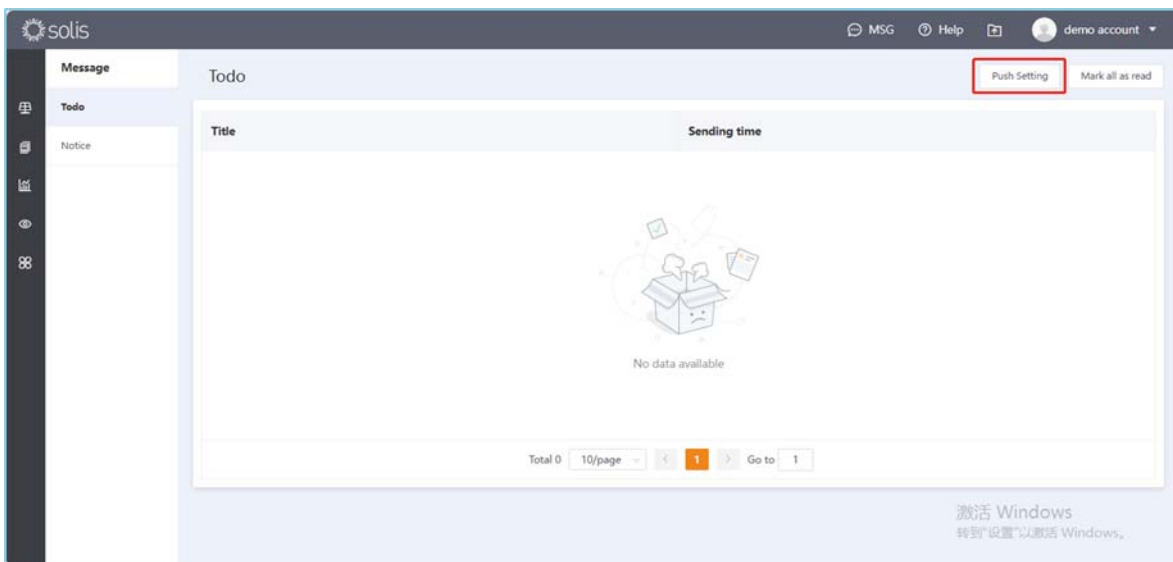 solis
MSG
Help
demo account
Message
Todo
Notice
Todo
Push Setting
Mark all as read
Title
Sending time
No data available
Total 0
10/page
1
Go to
1
激活 Windows
转到"设置"以激活 Windows。